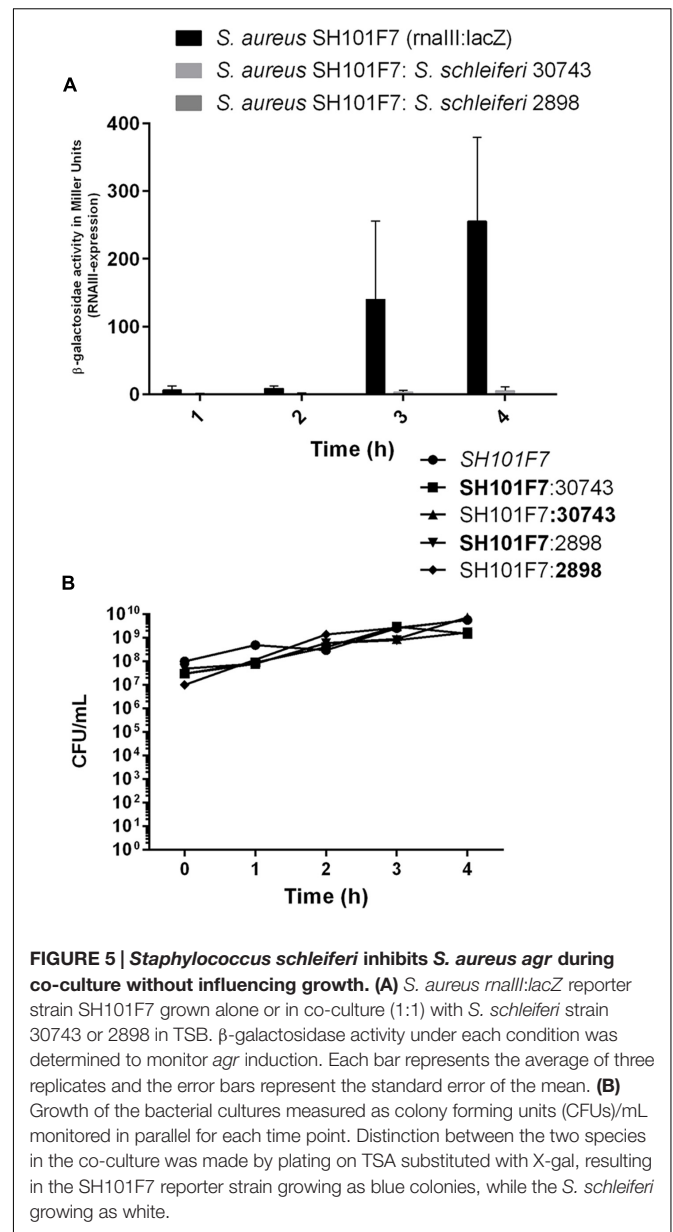 S. aureus SH101F7 (rnaIII:lacZ)
S. aureus SH101F7: S. schleiferi 30743
S. aureus SH101F7: S. schleiferi 2898
A
β-galactosidae activity in Miller Units
(RNAIII-expression)
400
300
200
100
0
1
2
3
4
Time (h)
SH101F7
SH101F7:30743
SH101F7:30743
SH101F7:2898
SH101F7:2898
B
CFU/mL
10^10
10^9
10^8
10^7
10^6
10^5
10^4
10^3
10^2
10^1
10^0
0
1
2
3
4
Time (h)
FIGURE 5 | Staphylococcus schleiferi inhibits S. aureus agr during
co-culture without influencing growth. (A) S. aureus rnaIII:lacZ reporter
strain SH101F7 grown alone or in co-culture (1:1) with S. schleiferi strain
30743 or 2898 in TSB. β-galactosidase activity under each condition was
determined to monitor agr induction. Each bar represents the average of three
replicates and the error bars represent the standard error of the mean. (B)
Growth of the bacterial cultures measured as colony forming units (CFUs)/mL
monitored in parallel for each time point. Distinction between the two species
in the co-culture was made by plating on TSA substituted with X-gal, resulting
in the SH101F7 reporter strain growing as blue colonies, while the S. schleiferi
growing as white.